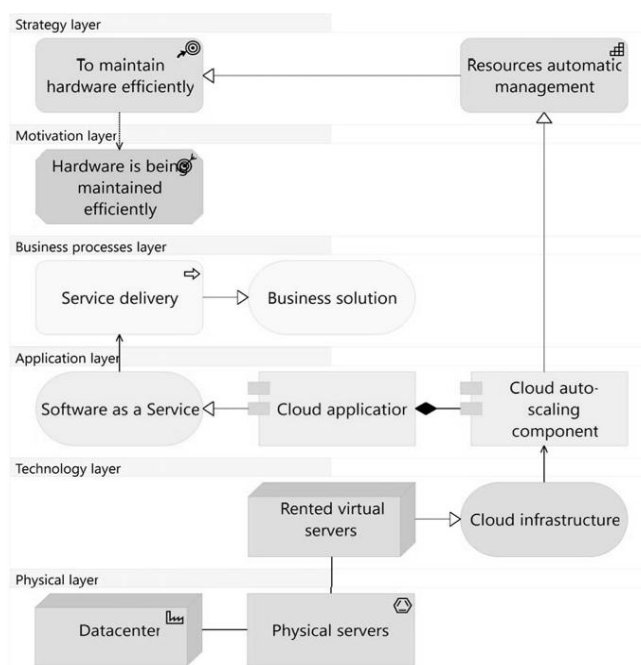 Strategy layer
To maintain
hardware efficiently
Resources automatic
management
Motivation layer
Hardware is being
maintained
efficiently
Business processes layer
Service delivery
Business solution
Application layer
Software as a Service
Cloud application
Cloud auto-
scaling
component
Technology layer
Rented virtual
servers
Cloud infrastructure
Physical layer
Datacenter
Physical servers